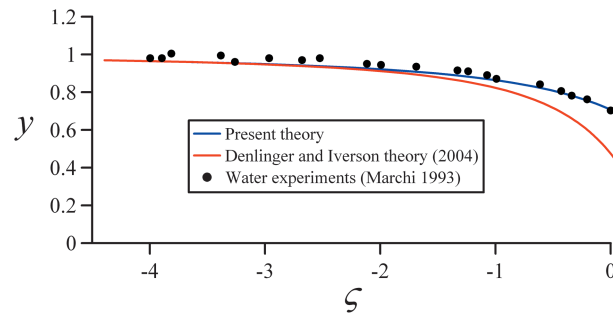 1.2
1
0.8
0.6
0.4
0.2
0
y
Present theory
Denlinger and Iverson theory (2004)
Water experiments (Marchi 1993)
-4 -3 -2 -1 0
ς